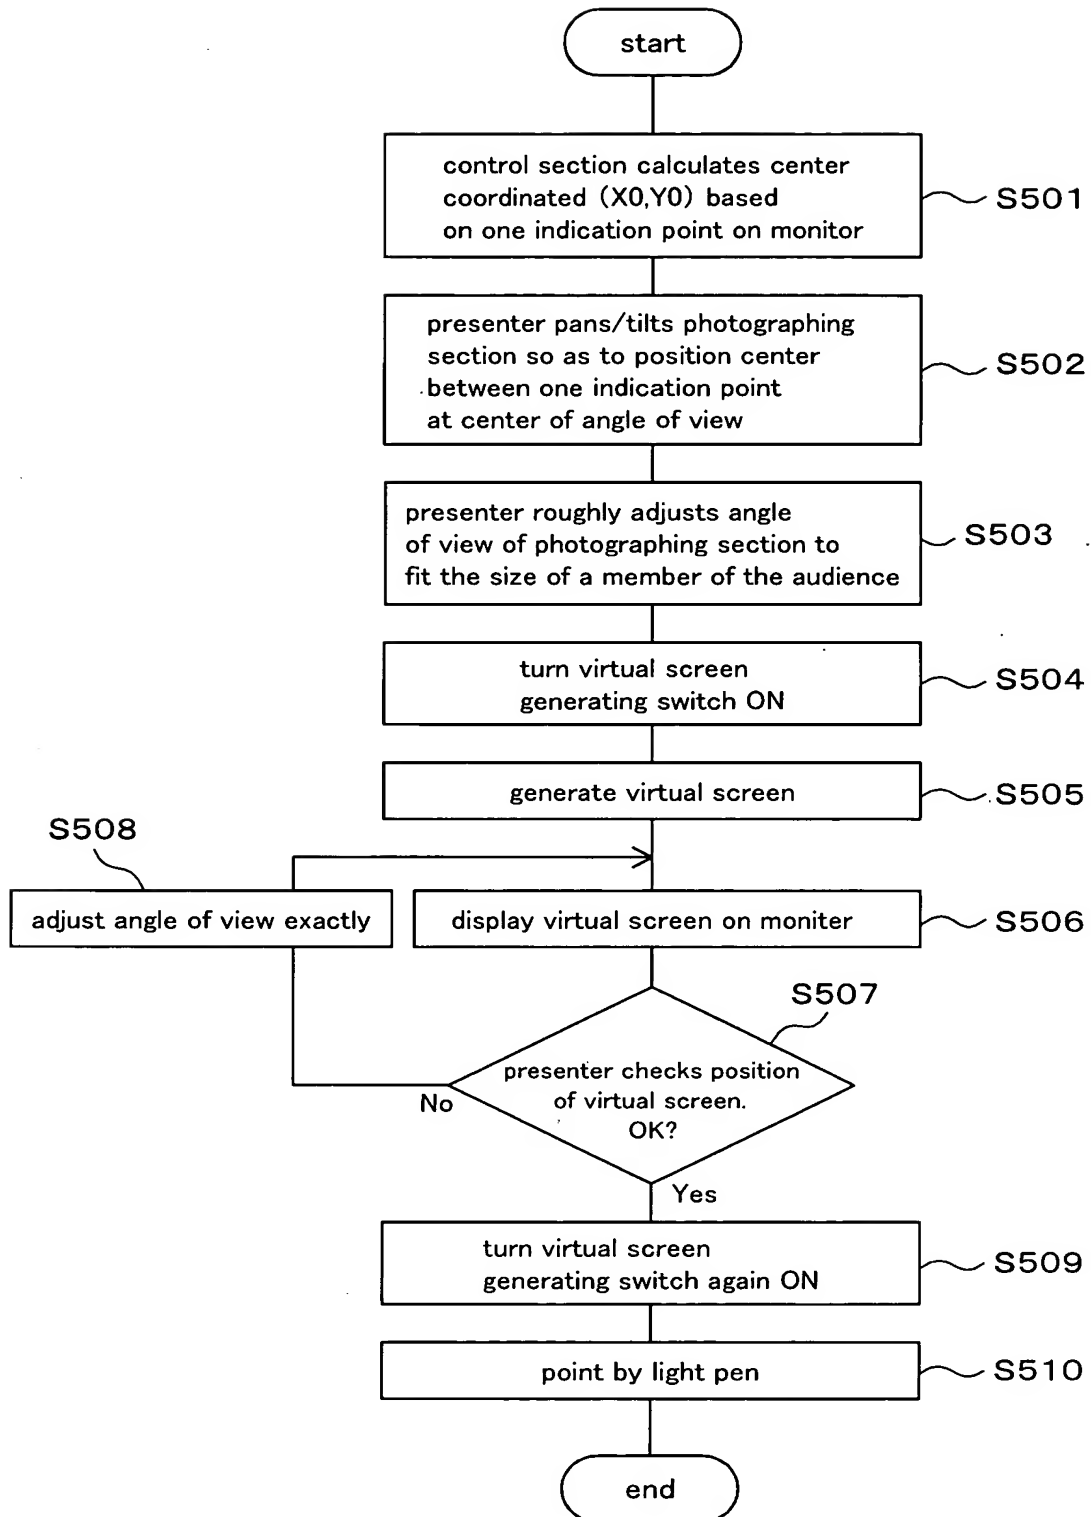 start
control section calculates center
coordinated (X0,Y0) based
on one indication point on monitor
S501
presenter pans/tilts photographing
section so as to position center
between one indication point
at center of angle of view
S502
presenter roughly adjusts angle
of view of photographing section to
fit the size of a member of the audience
S503
turn virtual screen
generating switch ON
S504
generate virtual screen
S505
S508
adjust angle of view exactly
display virtual screen on moniter
S506
S507
presenter checks position
of virtual screen.
OK?
No
Yes
turn virtual screen
generating switch again ON
S509
point by light pen
S510
end